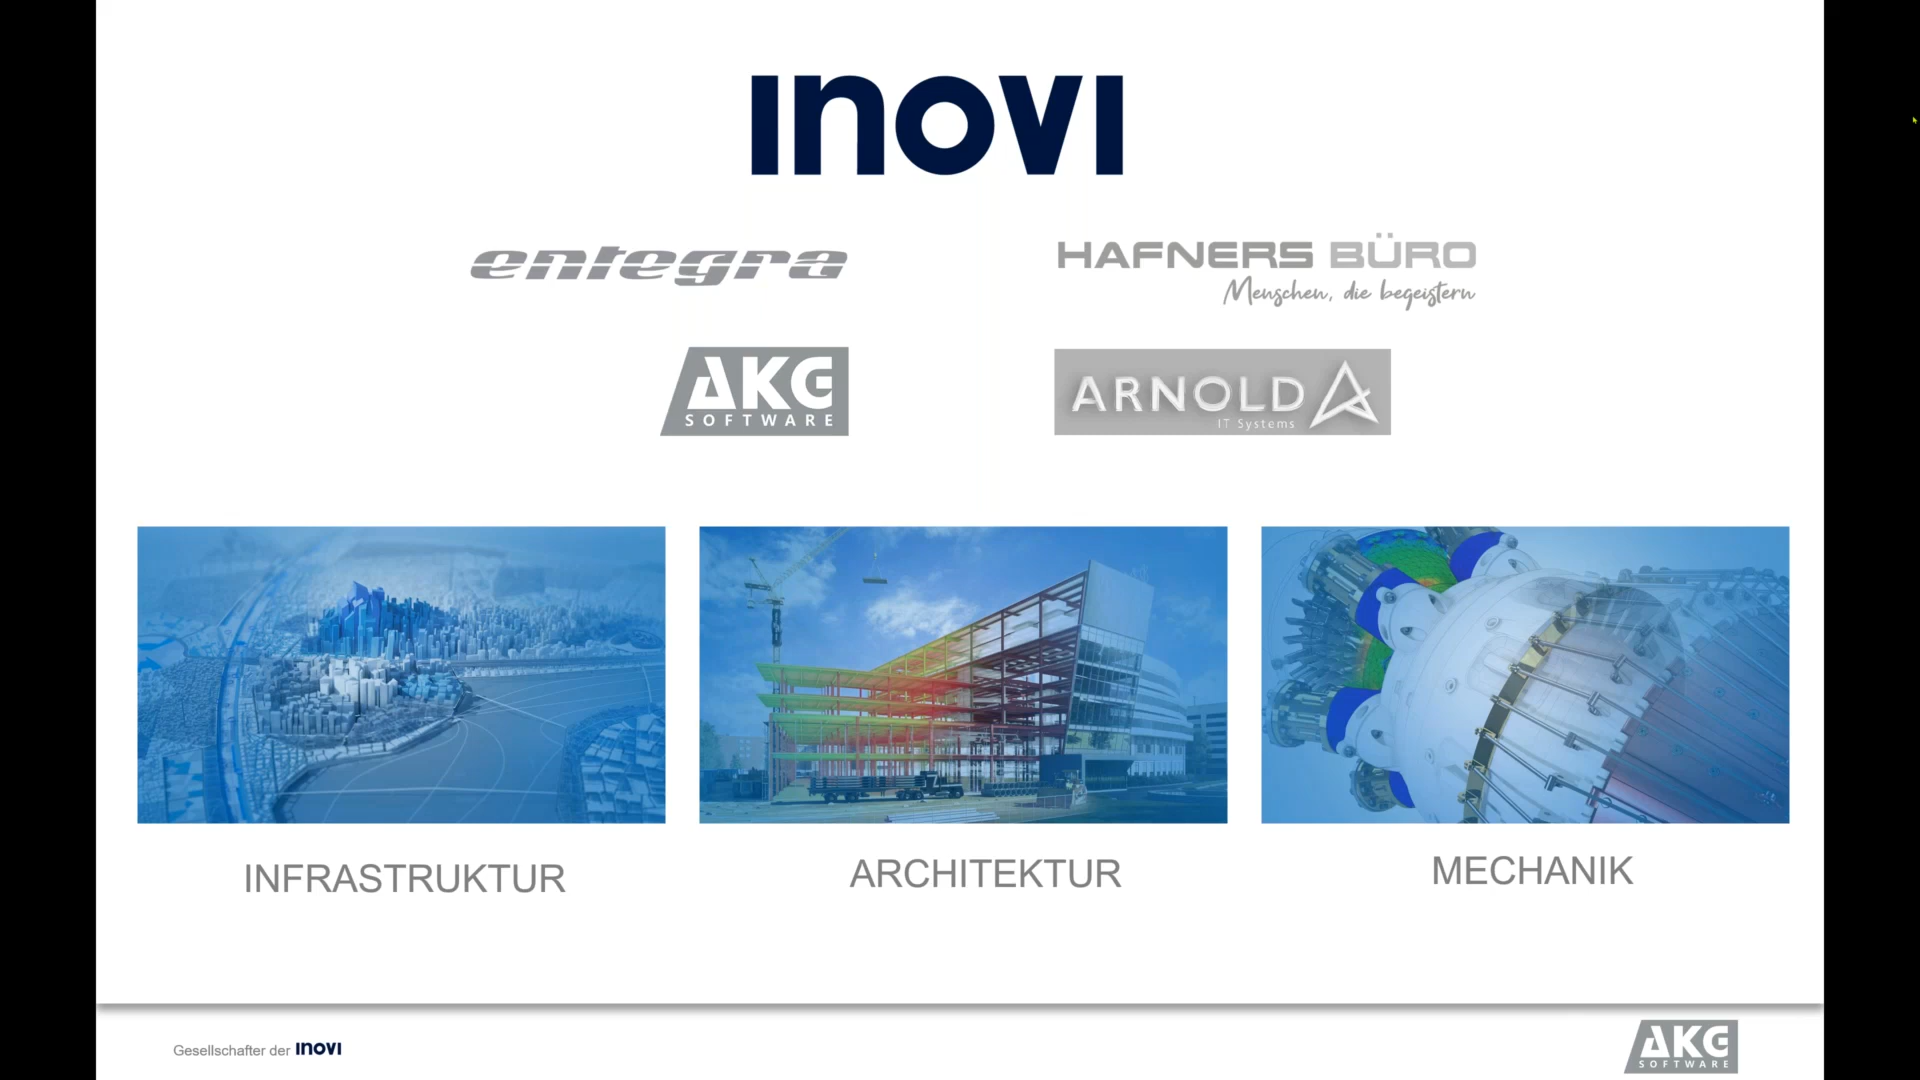 INOVI
entegra
HAFNERS BÜRO
Menschen, die begeistern
AKG
SOFTWARE
ARNOLD
IT Systems
INFRASTRUKTUR
ARCHITEKTUR
MECHANIK
Gesellschafter der INOVI
AKG
SOFTWARE